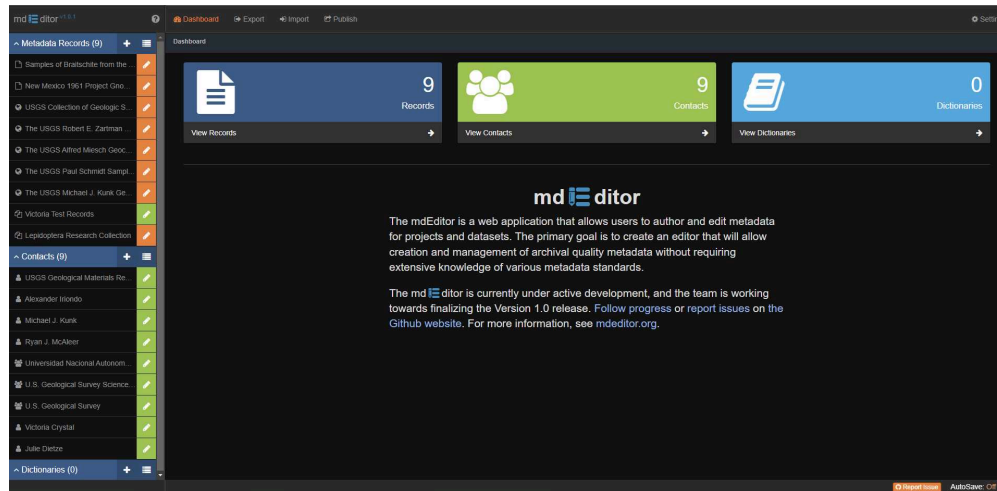 md ditor v1.0.1
Dashboard
Export
Import
Publish
Settin
Metadata Records (9)
Samples of Braitschite from the ...
New Mexico 1961 Project Gno...
USGS Collection of Geologic S...
The USGS Robert E. Zartman ...
The USGS Alfred Miesch Geoc...
The USGS Paul Schmidt Sampl...
The USGS Michael J. Kunk Ge...
Victoria Test Records
Lepidoptera Research Collection
Contacts (9)
USGS Geological Materials Re...
Alexander Iriondo
Michael J. Kunk
Ryan J. McAleer
Universidad Nacional Autonom...
U.S. Geological Survey Science...
U.S. Geological Survey
Victoria Crystal
Julie Dietze
Dictionaries (0)
Dashboard
9
Records
View Records
9
Contacts
View Contacts
0
Dictionaries
View Dictionaries
md Editor
The mdEditor is a web application that allows users to author and edit metadata
for projects and datasets. The primary goal is to create an editor that will allow
creation and management of archival quality metadata without requiring
extensive knowledge of various metadata standards.
The md Editor is currently under active development, and the team is working
towards finalizing the Version 1.0 release. Follow progress or report issues on the
Github website. For more information, see mdeditor.org.
Report Issue
AutoSave: Off